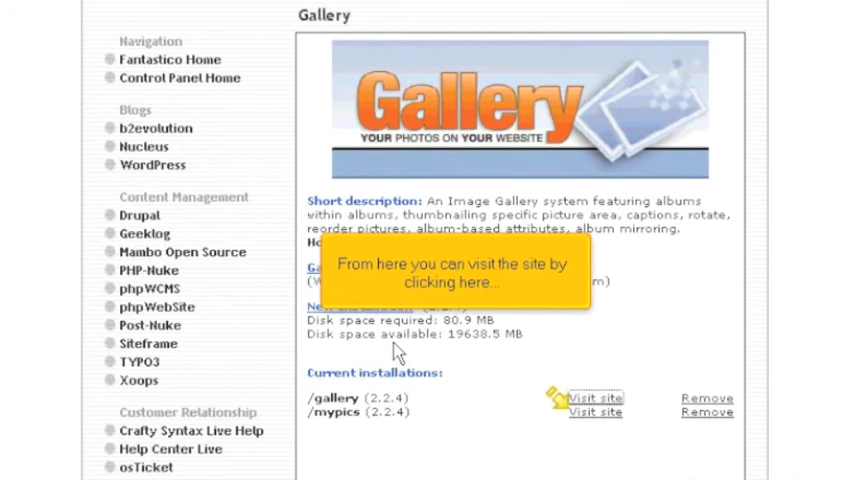 Gallery
Navigation
Fantastico Home
Control Panel Home
Blogs
b2evolution
Nucleus
WordPress
Content Management
Drupal
Geeklog
Mambo Open Source
PHP-Nuke
phpWCMS
phpWebSite
Post-Nuke
Siteframe
TYPO3
Xoops
Customer Relationship
Crafty Syntax Live Help
Help Center Live
osTicket
Gallery
YOUR PHOTOS ON YOUR WEBSITE
Short description: An Image Gallery system featuring albums
within albums, thumbnailing specific picture area, captions, rotate,
reorder pictures, album-based attributes, album mirroring.
From here you can visit the site by
clicking here...
Disk space required: 80.9 MB
Disk space available: 19638.5 MB
Current installations:
/gallery (2.2.4) Visit site Remove
/mypics (2.2.4) Visit site Remove